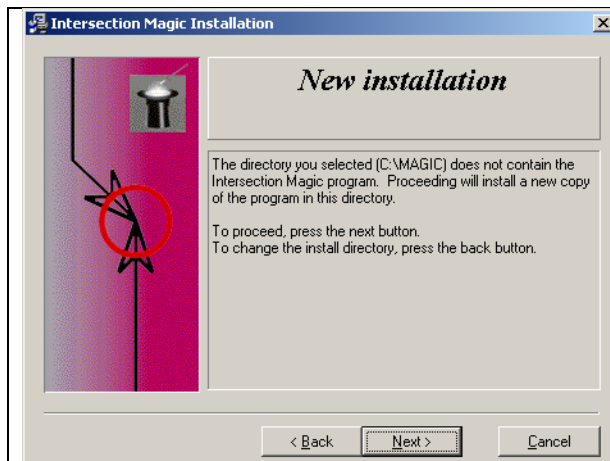 Intersection Magic Installation
New installation
The directory you selected (C:\MAGIC) does not contain the
Intersection Magic program. Proceeding will install a new copy
of the program in this directory.
To proceed, press the next button.
To change the install directory, press the back button.
< Back
Next >
Cancel